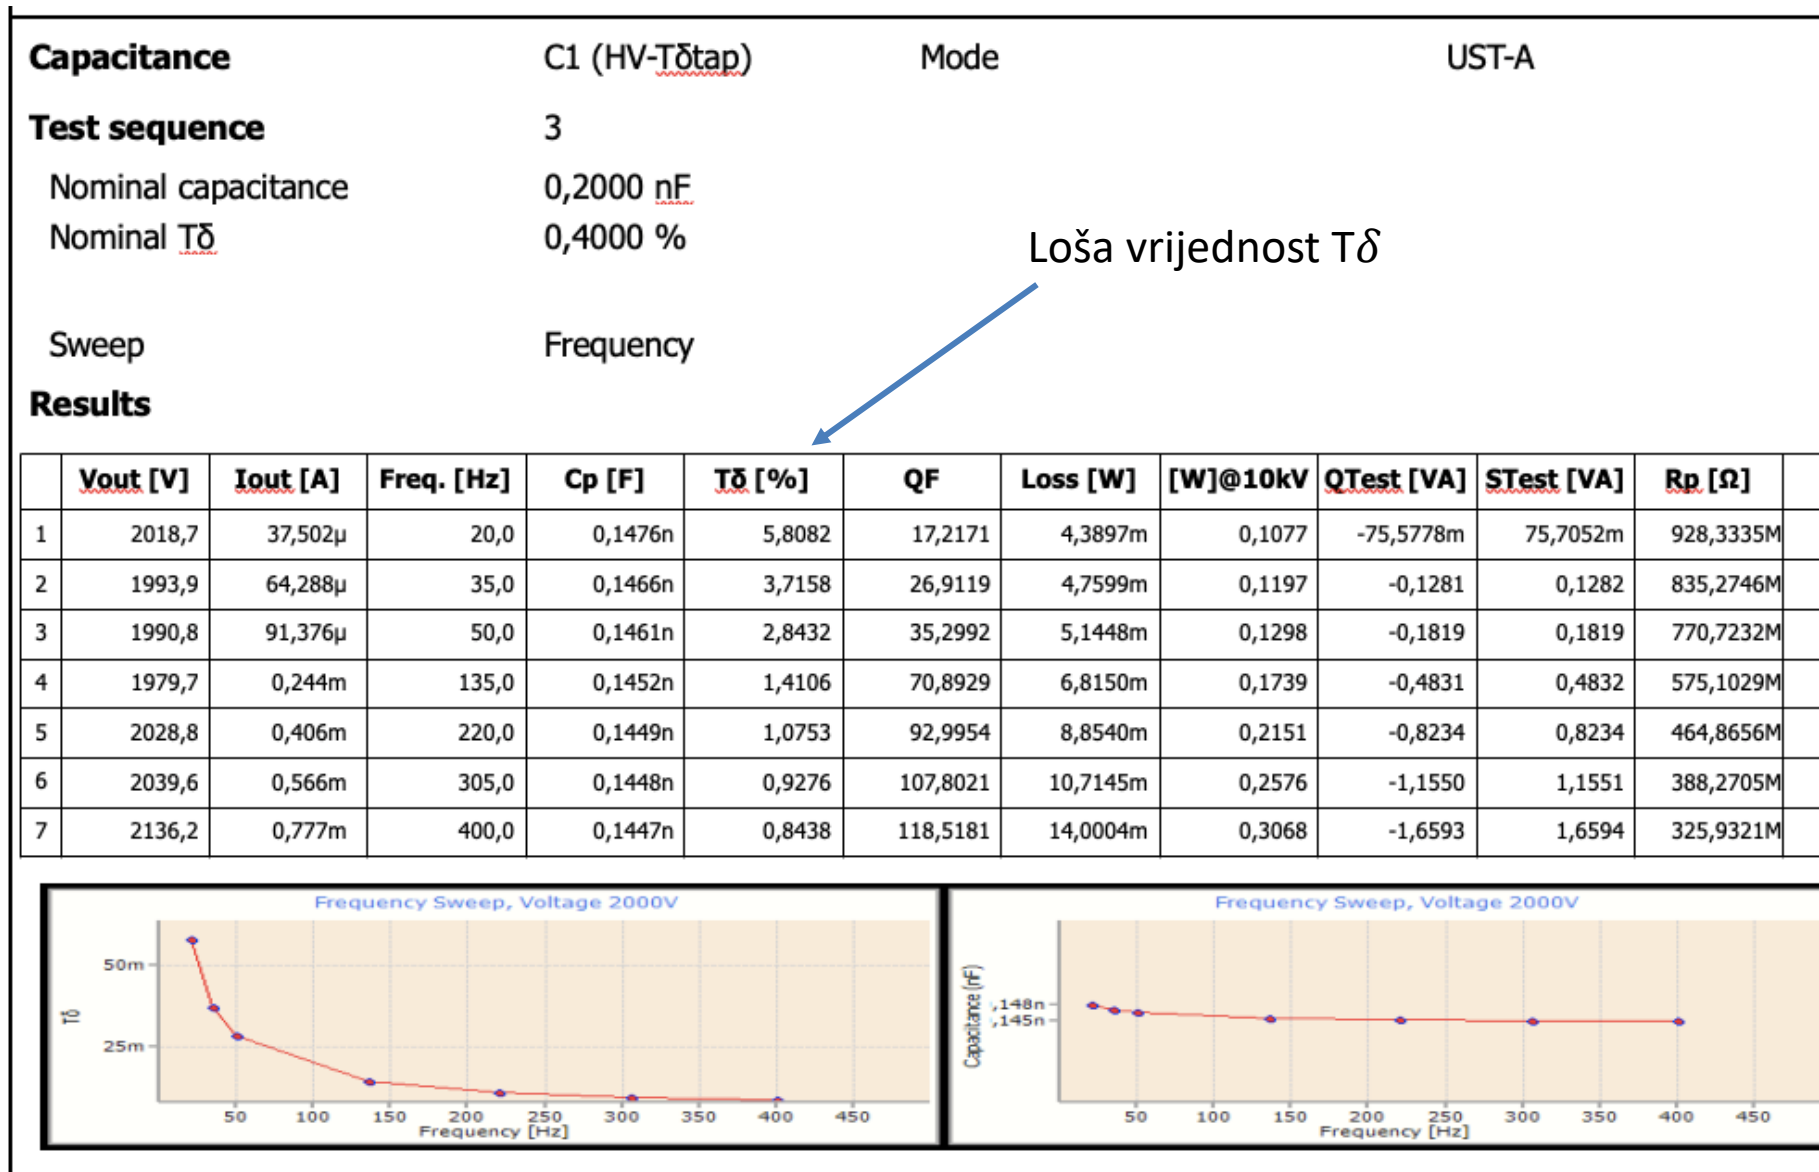 Capacitance C1 (HV-Tδtap) Mode UST-A
Test sequence 3
Nominal capacitance 0,2000 nF
Nominal Tδ 0,4000 %
Loša vrijednost Tδ
Sweep Frequency
Results
Vout [V] Iout [A] Freq. [Hz] Cp [F] Tδ [%] QF Loss [W] [W]@10kV QTest [VA] STest [VA] Rp [Ω]
1 2018,7 37,502µ 20,0 0,1476n 5,8082 17,2171 4,3897m 0,1077 -75,5778m 75,7052m 928,3335M
2 1993,9 64,288µ 35,0 0,1466n 3,7158 26,9119 4,7599m 0,1197 -0,1281 0,1282 835,2746M
3 1990,8 91,376µ 50,0 0,1461n 2,8432 35,2992 5,1448m 0,1298 -0,1819 0,1819 770,7232M
4 1979,7 0,244m 135,0 0,1452n 1,4106 70,8929 6,8150m 0,1739 -0,4831 0,4832 575,1029M
5 2028,8 0,406m 220,0 0,1449n 1,0753 92,9954 8,8540m 0,2151 -0,8234 0,8234 464,8656M
6 2039,6 0,566m 305,0 0,1448n 0,9276 107,8021 10,7145m 0,2576 -1,1550 1,1551 388,2705M
7 2136,2 0,777m 400,0 0,1447n 0,8438 118,5181 14,0004m 0,3068 -1,6593 1,6594 325,9321M
Frequency Sweep, Voltage 2000V
50m
25m
Tδ
50 100 150 200 250 300 350 400 450
Frequency [Hz]
Frequency Sweep, Voltage 2000V
Capacitance (nF)
,148n
,145n
50 100 150 200 250 300 350 400 450
Frequency [Hz]